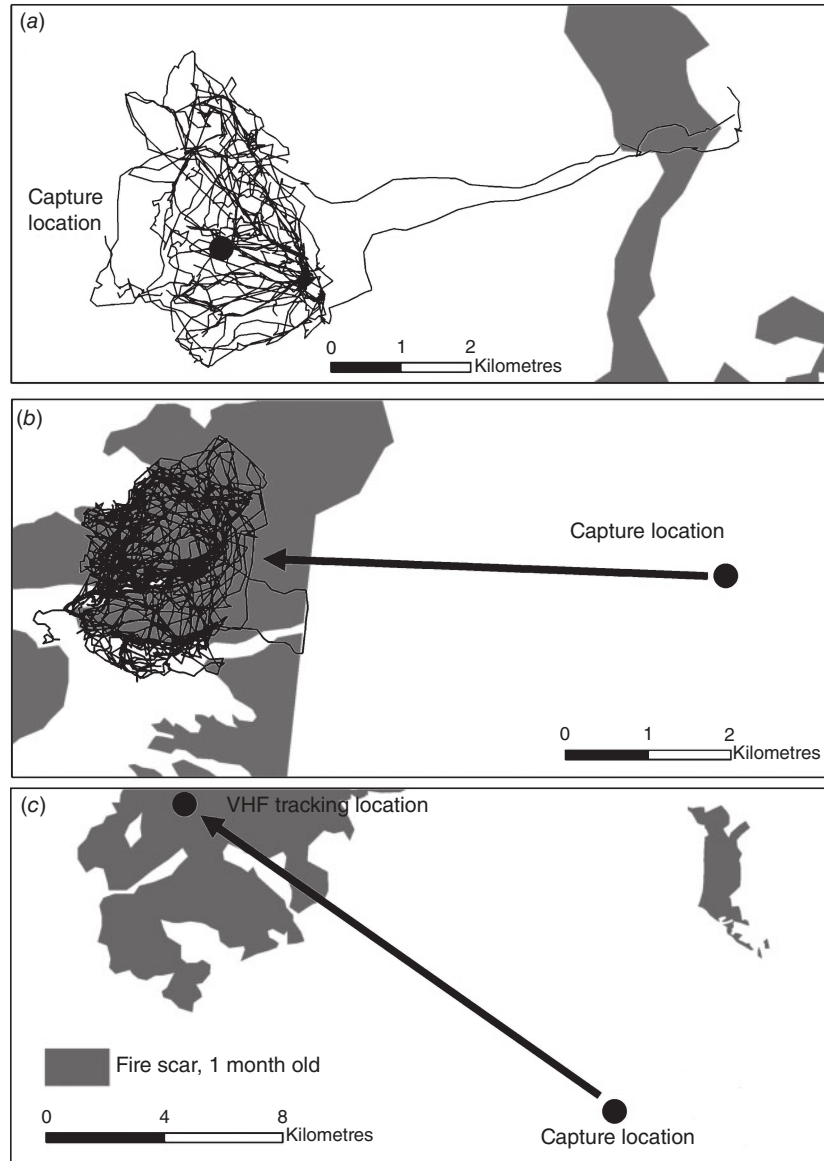 (a)
Capture
location
0 1 2
Kilometres
(b)
Capture location
0 1 2
Kilometres
(c)
VHF tracking location
Fire scar, 1 month old
0 4 8
Kilometres
Capture location